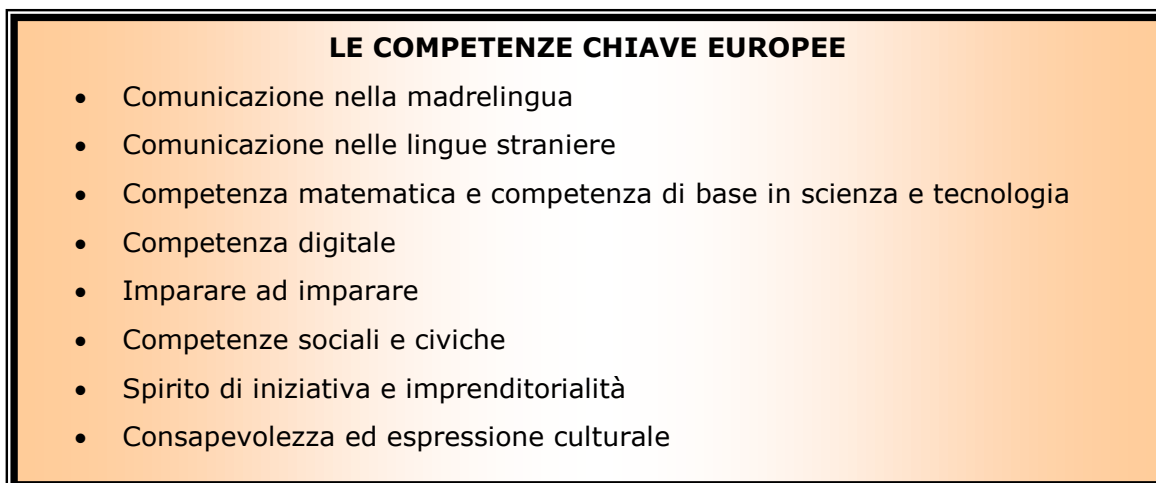 LE COMPETENZE CHIAVE EUROPEE
• Comunicazione nella madrelingua
• Comunicazione nelle lingue straniere
• Competenza matematica e competenza di base in scienza e tecnologia
• Competenza digitale
• Imparare ad imparare
• Competenze sociali e civiche
• Spirito di iniziativa e imprenditorialità
• Consapevolezza ed espressione culturale